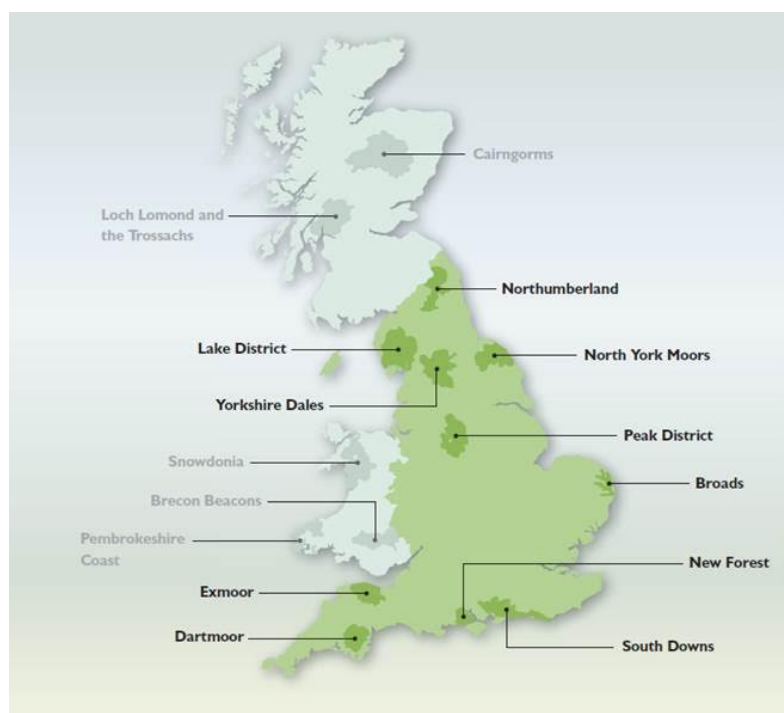 Cairngorms
Loch Lomond and
the Trossachs
Northumberland
Lake District
North York Moors
Yorkshire Dales
Peak District
Snowdonia
Broads
Brecon Beacons
Pembrokeshire
Coast
New Forest
Exmoor
Dartmoor
South Downs